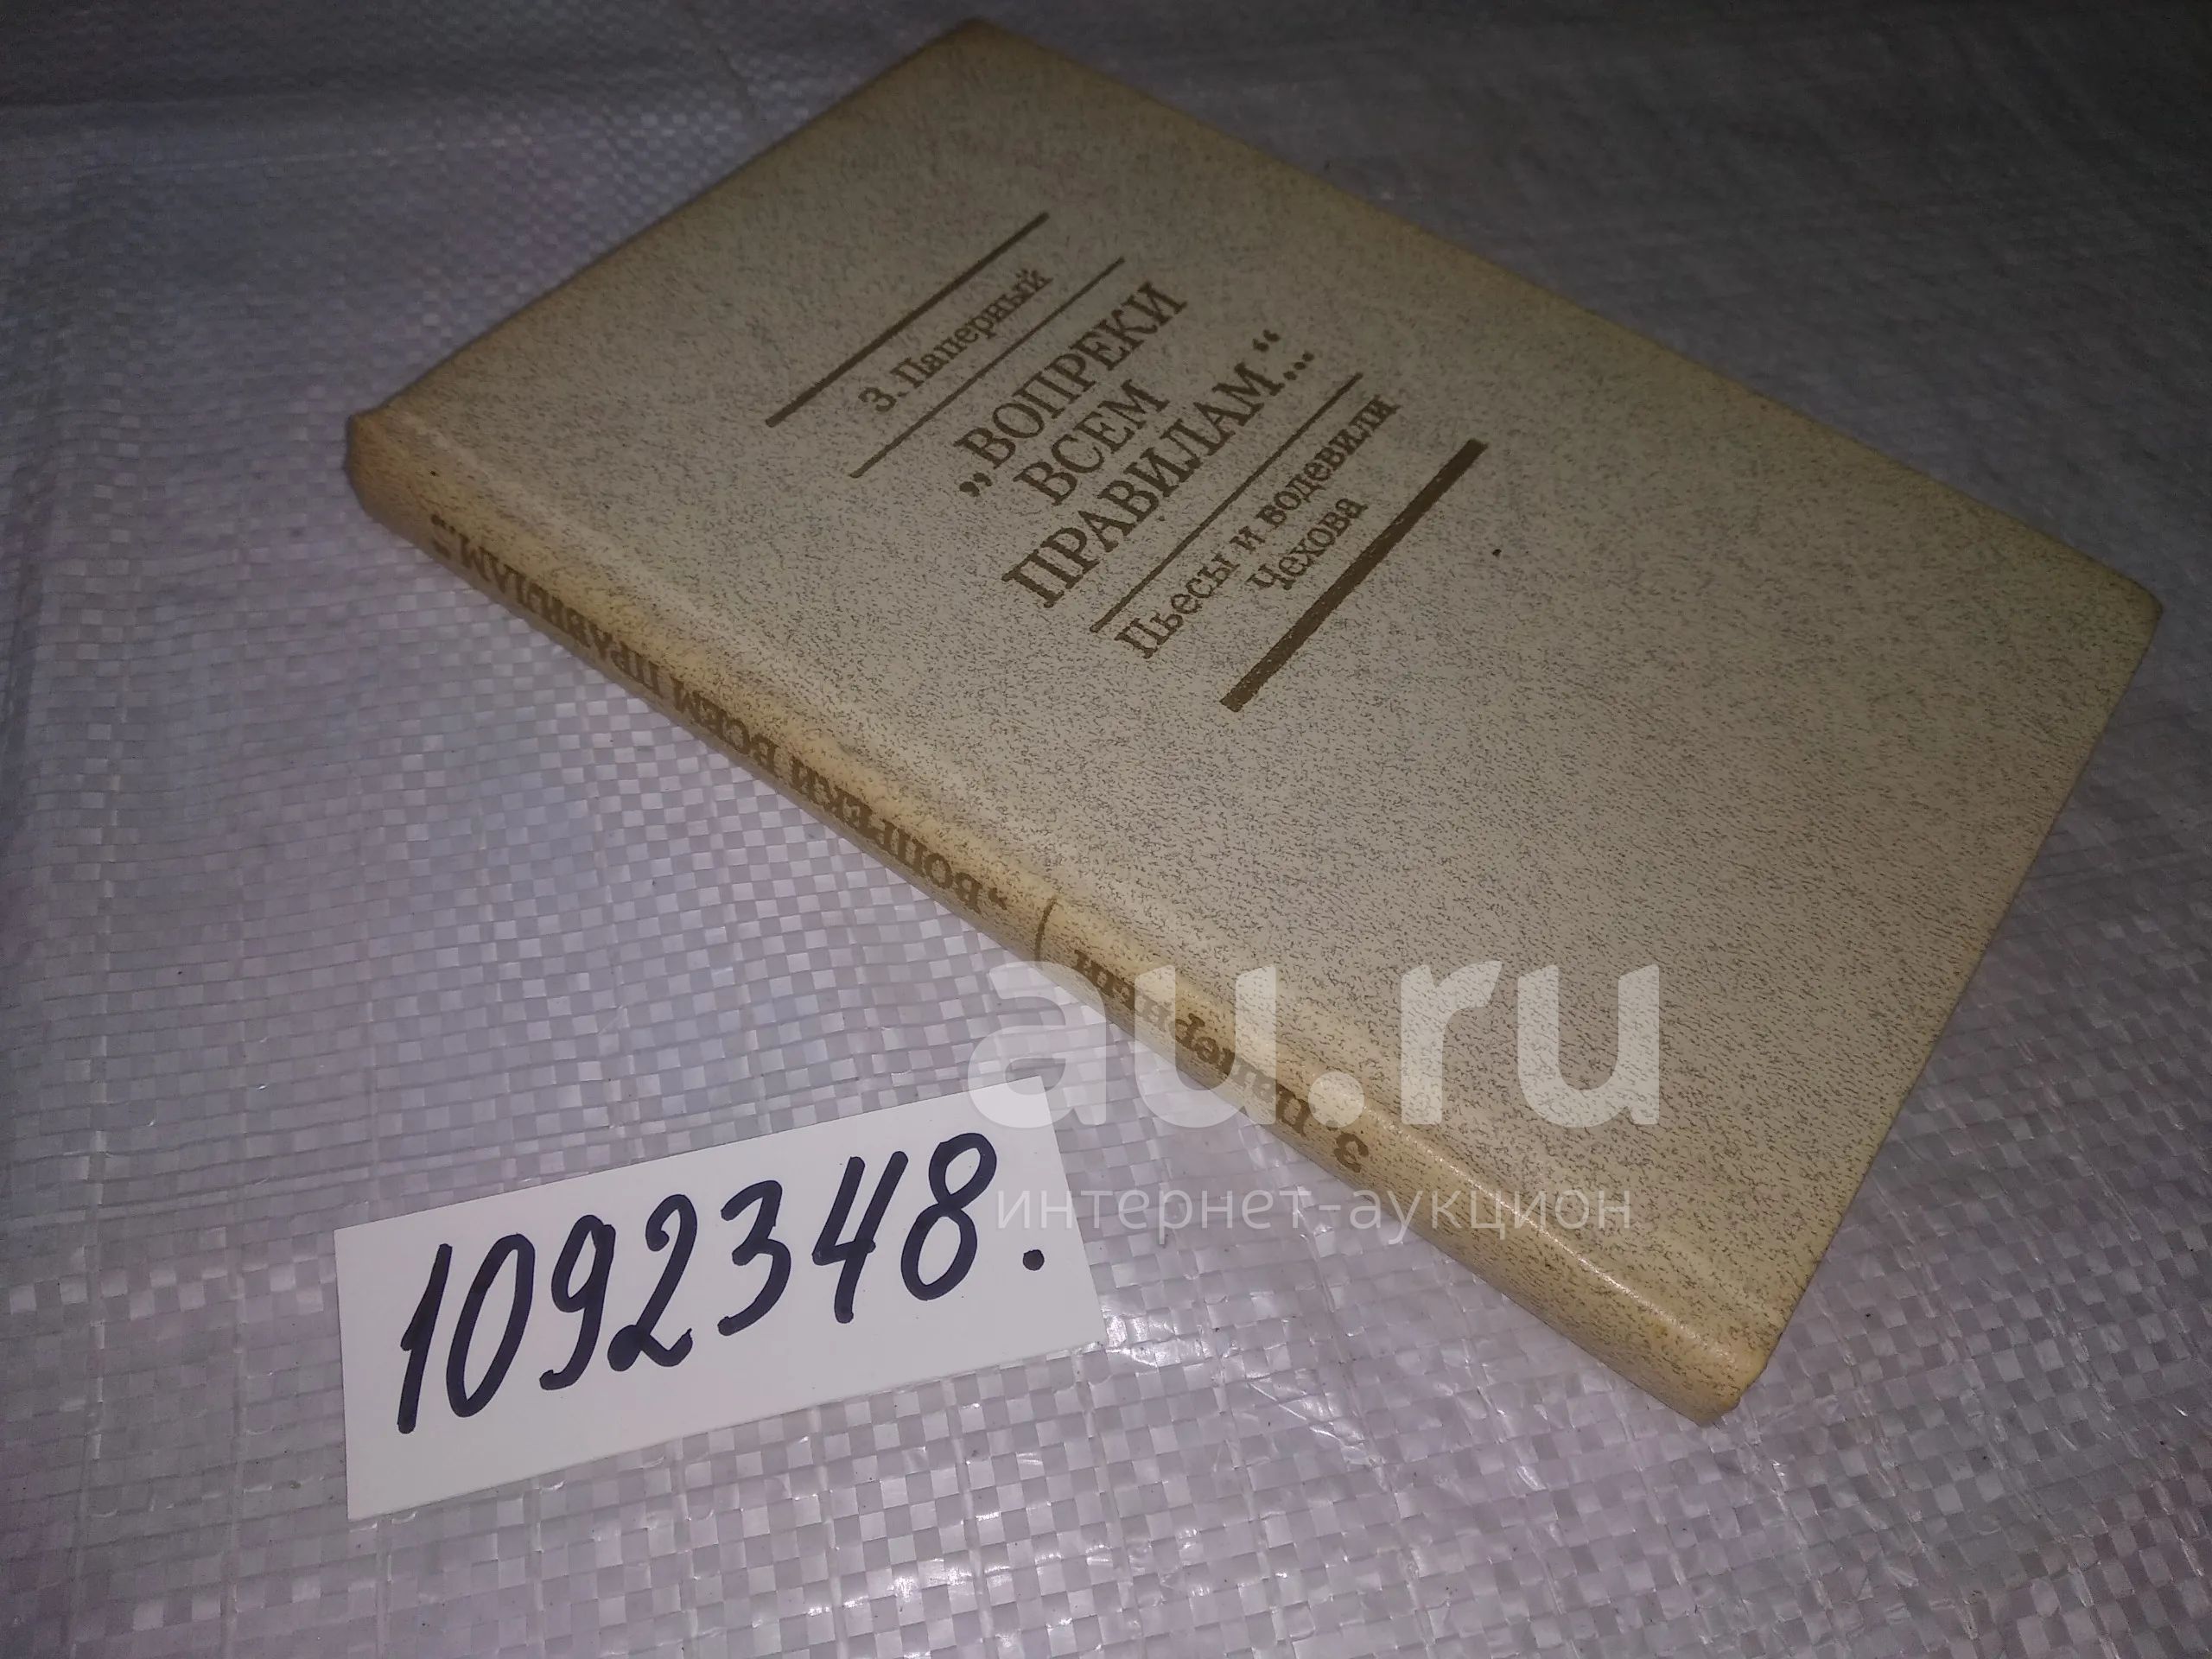 З. Паперный
„ВОПРЕКИ
ВСЕМ
ПРАВИЛАМ...“
Пьесы и водевили
Чехова
З. Паперный
„ВОПРЕКИ ВСЕМ ПРАВИЛАМ...“
au.ru
интернет-аукцион
1092348.